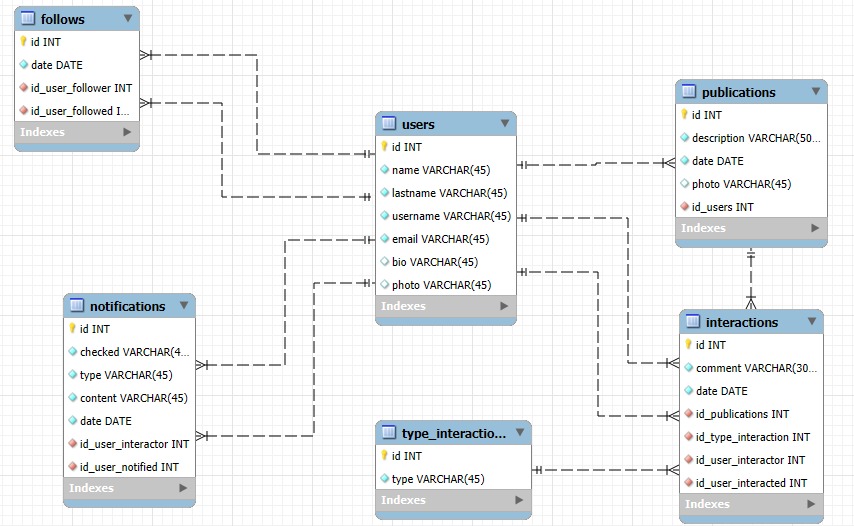 follows
id INT
date DATE
id_user_follower INT
id_user_followed I...
Indexes
users
id INT
name VARCHAR(45)
lastname VARCHAR(45)
username VARCHAR(45)
email VARCHAR(45)
bio VARCHAR(45)
photo VARCHAR(45)
Indexes
publications
id INT
description VARCHAR(50...
date DATE
photo VARCHAR(45)
id_users INT
Indexes
notifications
id INT
checked VARCHAR(4...
type VARCHAR(45)
content VARCHAR(45)
date DATE
id_user_interactor INT
id_user_notified INT
Indexes
type_interactio...
id INT
type VARCHAR(45)
Indexes
interactions
id INT
comment VARCHAR(30...
date DATE
id_publications INT
id_type_interaction INT
id_user_interactor INT
id_user_interacted INT
Indexes